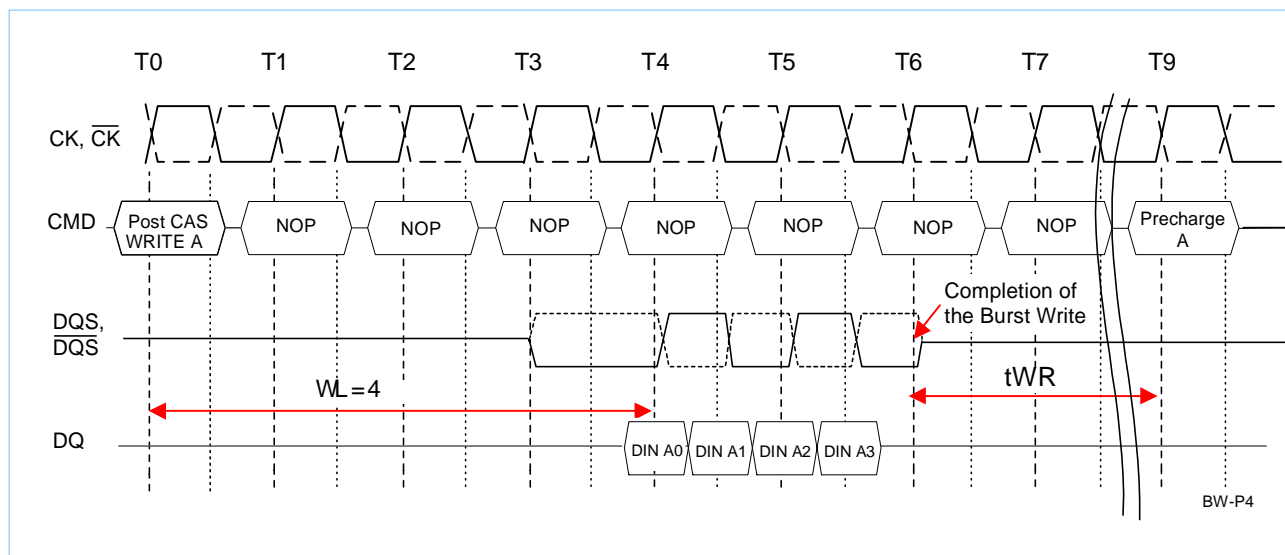 T0 T1 T2 T3 T4 T5 T6 T7 T9
CK, CK
CMD
Post CAS
WRITE A
NOP NOP NOP NOP NOP NOP NOP
Precharge
A
DQS,
DQS
Completion of
the Burst Write
WL=4
tWR
DQ
DIN A0 DIN A1 DIN A2 DIN A3
BW-P4